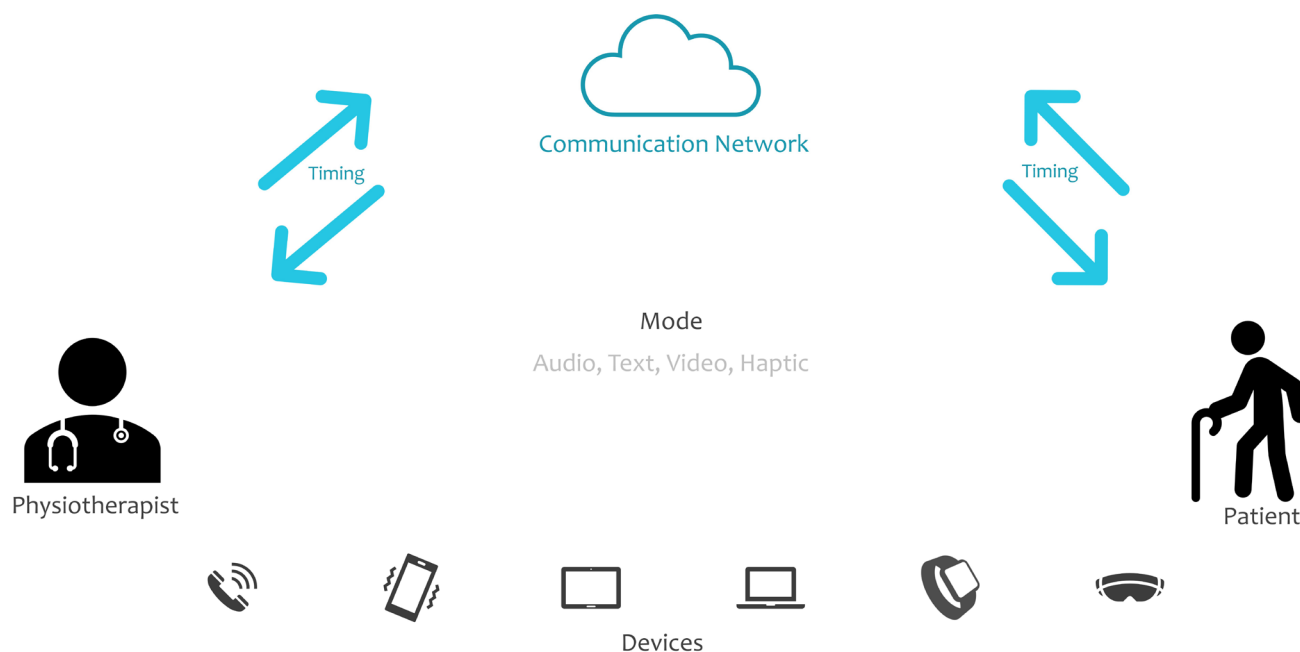 Communication Network
Timing
Timing
Mode
Audio, Text, Video, Haptic
Physiotherapist
Patient
Devices